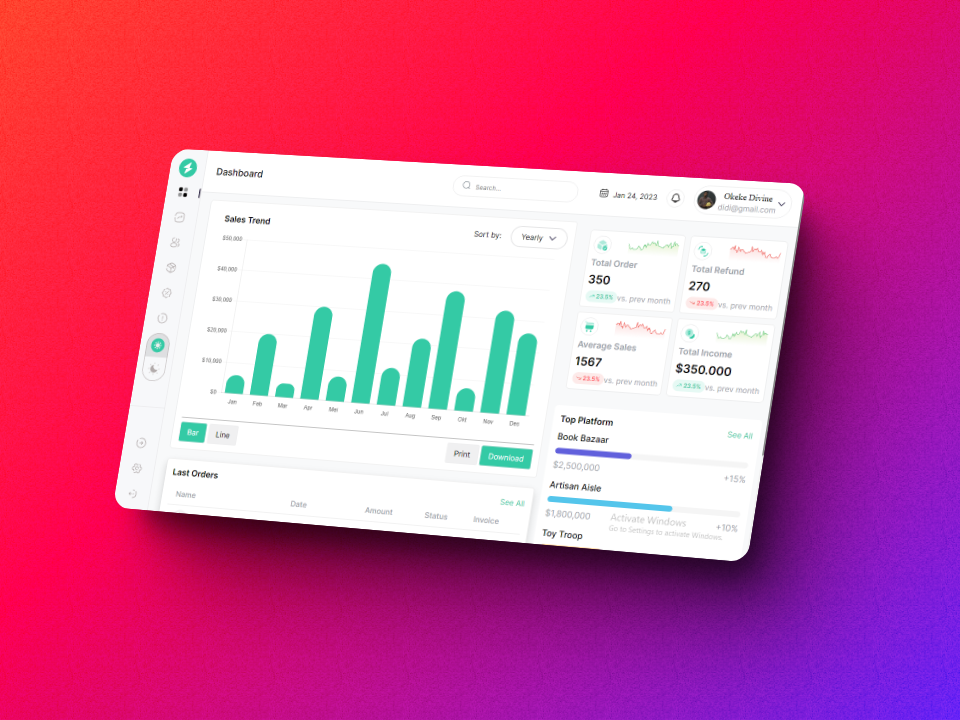 Dashboard
Search...
Jan 24, 2023
Okeke Divine
didi@gmail.com
Sales Trend
Sort by:
Yearly
$50,000
$40,000
$30,000
$20,000
$10,000
$0
Jan Feb Mar Apr Mei Jun Jul Aug Sep Okt Nov Des
Bar
Line
Print
Download
Total Order
350
23.5% vs. prev month
Total Refund
270
23.5% vs. prev month
Average Sales
1567
23.5% vs. prev month
Total Income
$350.000
23.5% vs. prev month
Top Platform
See All
Book Bazaar
$2,500,000
+15%
Artisan Aisle
$1,800,000
+10%
Toy Troop
Activate Windows
Go to Settings to activate Windows.
Last Orders
See All
Name Date Amount Status Invoice